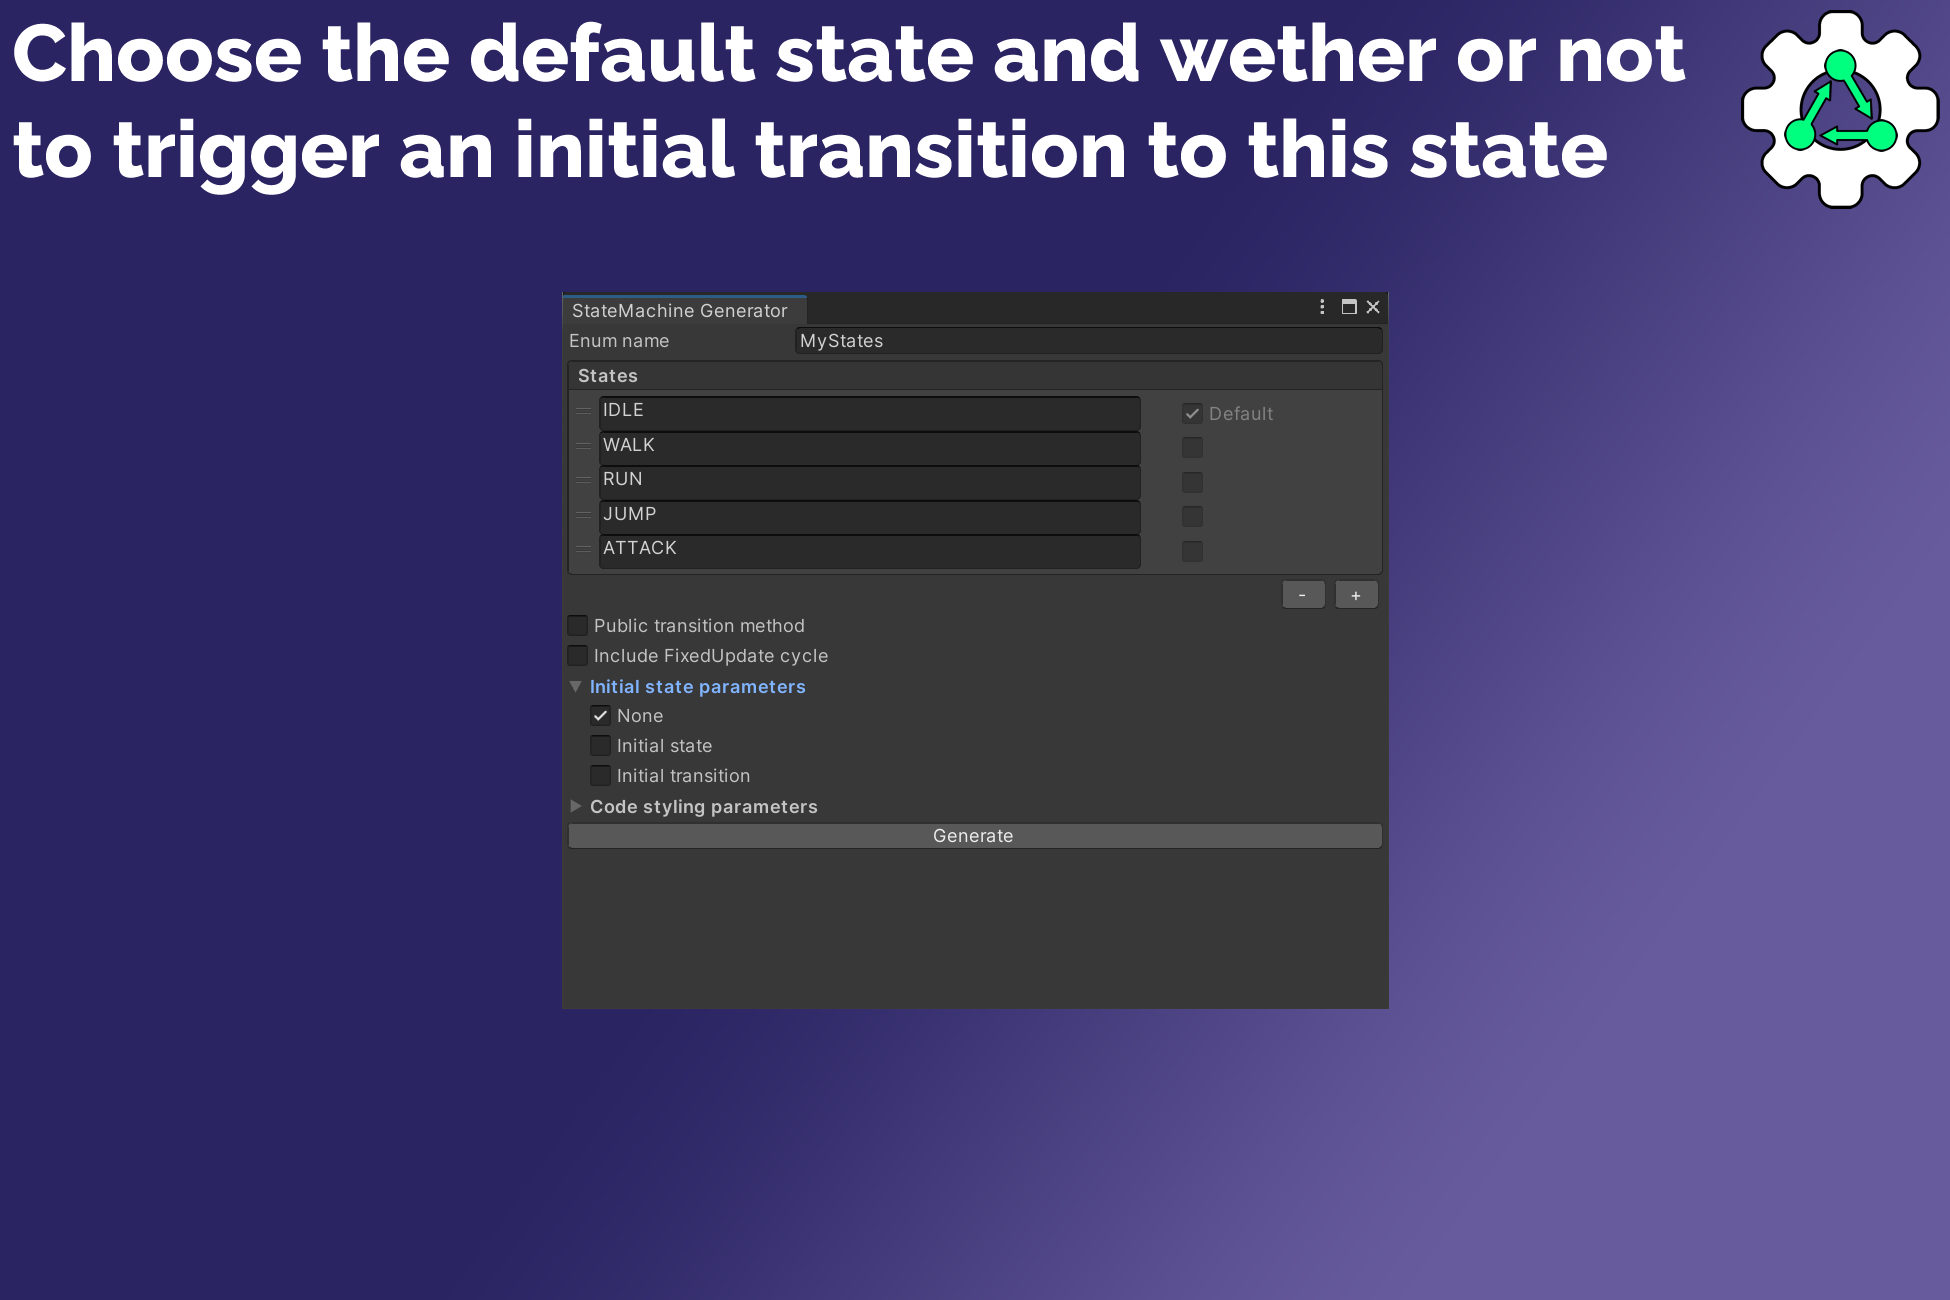 Choose the default state and wether or not
to trigger an initial transition to this state
StateMachine Generator
Enum name MyStates
States
IDLE Default
WALK
RUN
JUMP
ATTACK
- +
Public transition method
Include FixedUpdate cycle
Initial state parameters
None
Initial state
Initial transition
Code styling parameters
Generate